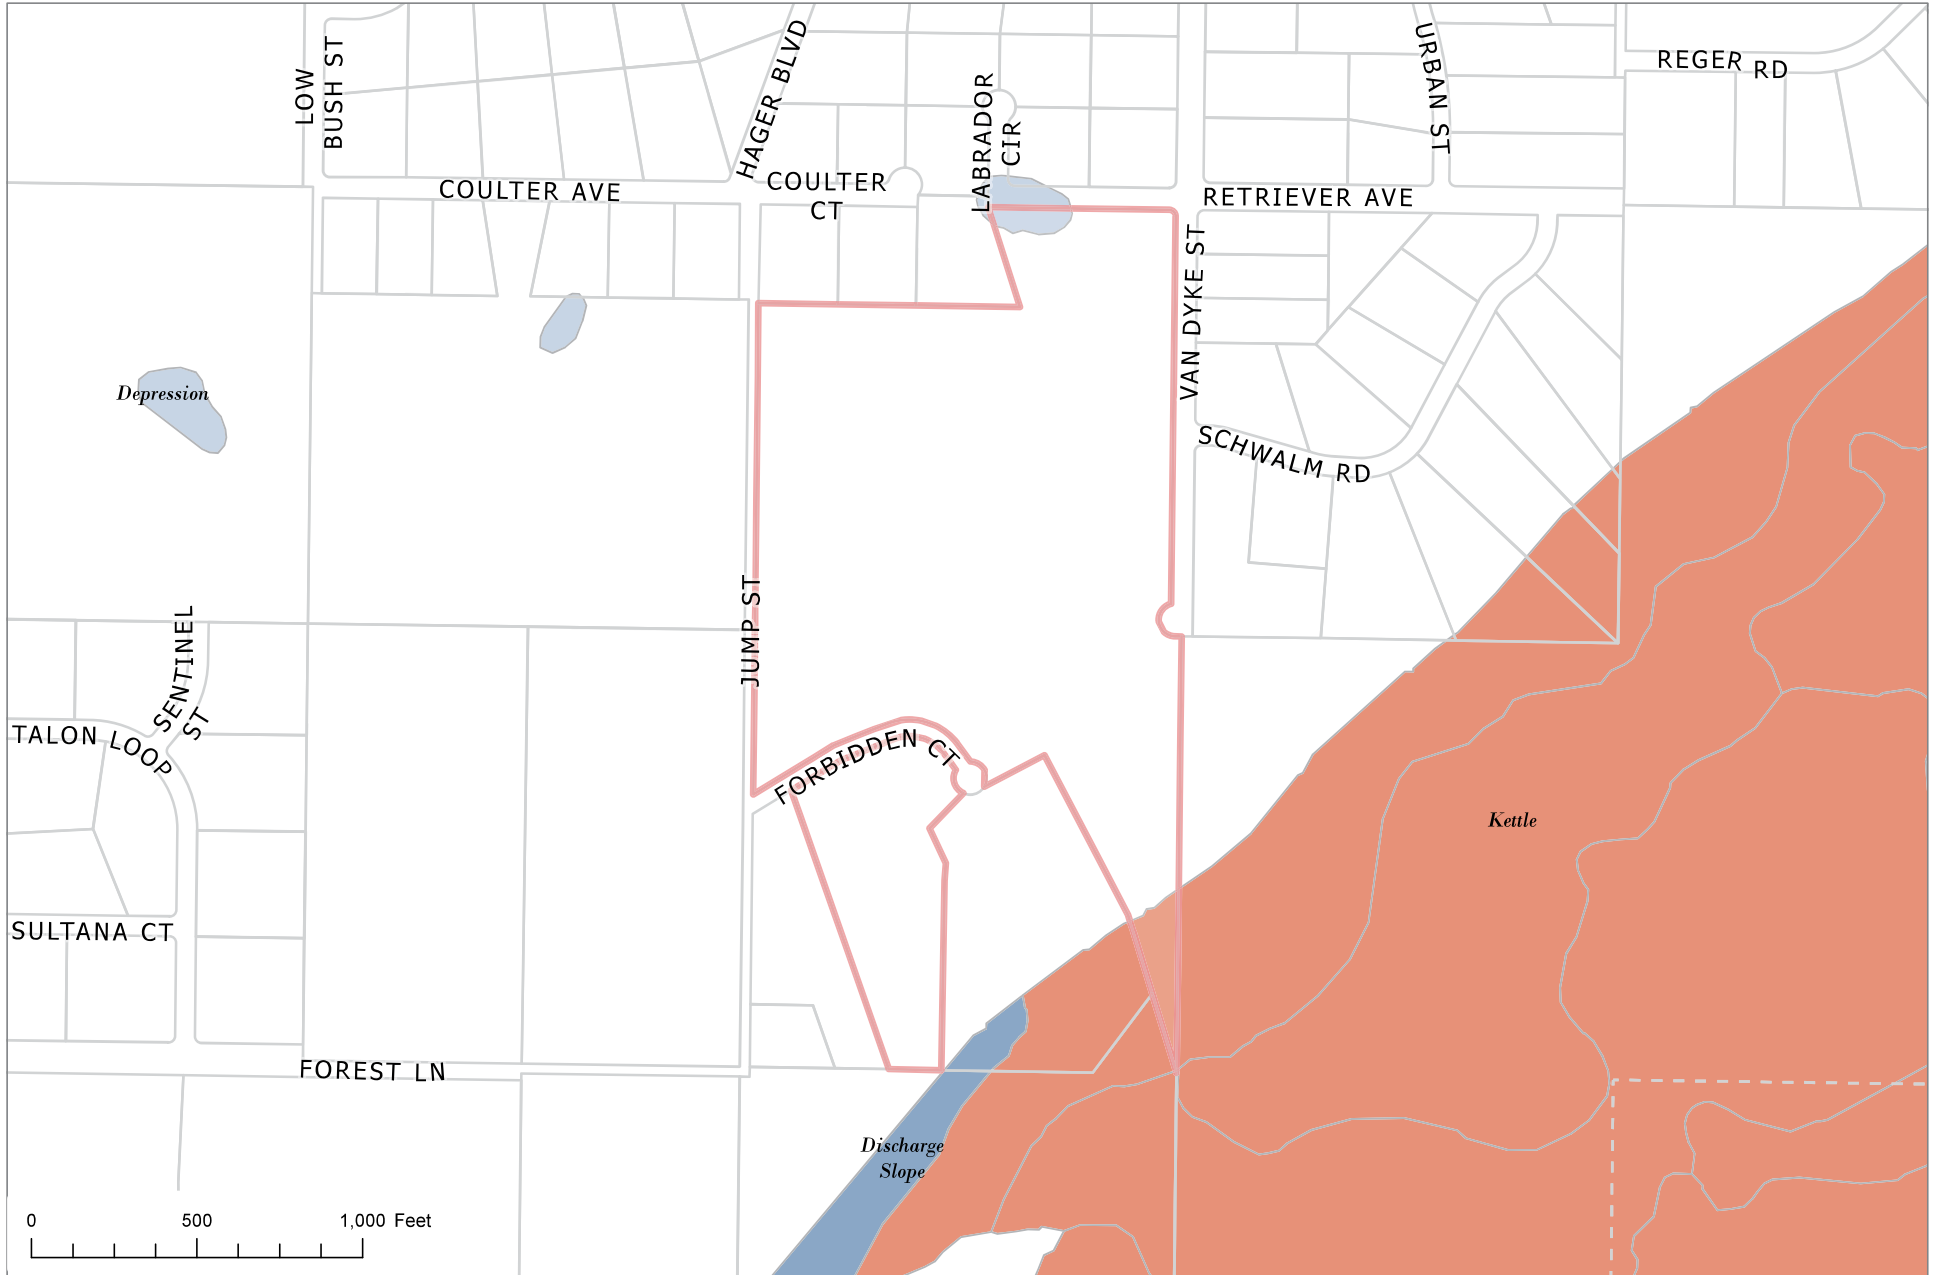 LOW
BUSH ST
HAGER BLVD
LABRADOR
CIR
URBAN ST
REGER RD
COULTER AVE
COULTER
CT
RETRIEVER AVE
VAN DYKE ST
Depression
SCHWALM RD
JUMP ST
SENTINEL
ST
TALON LOOP
FORBIDDEN CT
Kettle
SULTANA CT
FOREST LN
Discharge
Slope
0 500 1,000 Feet